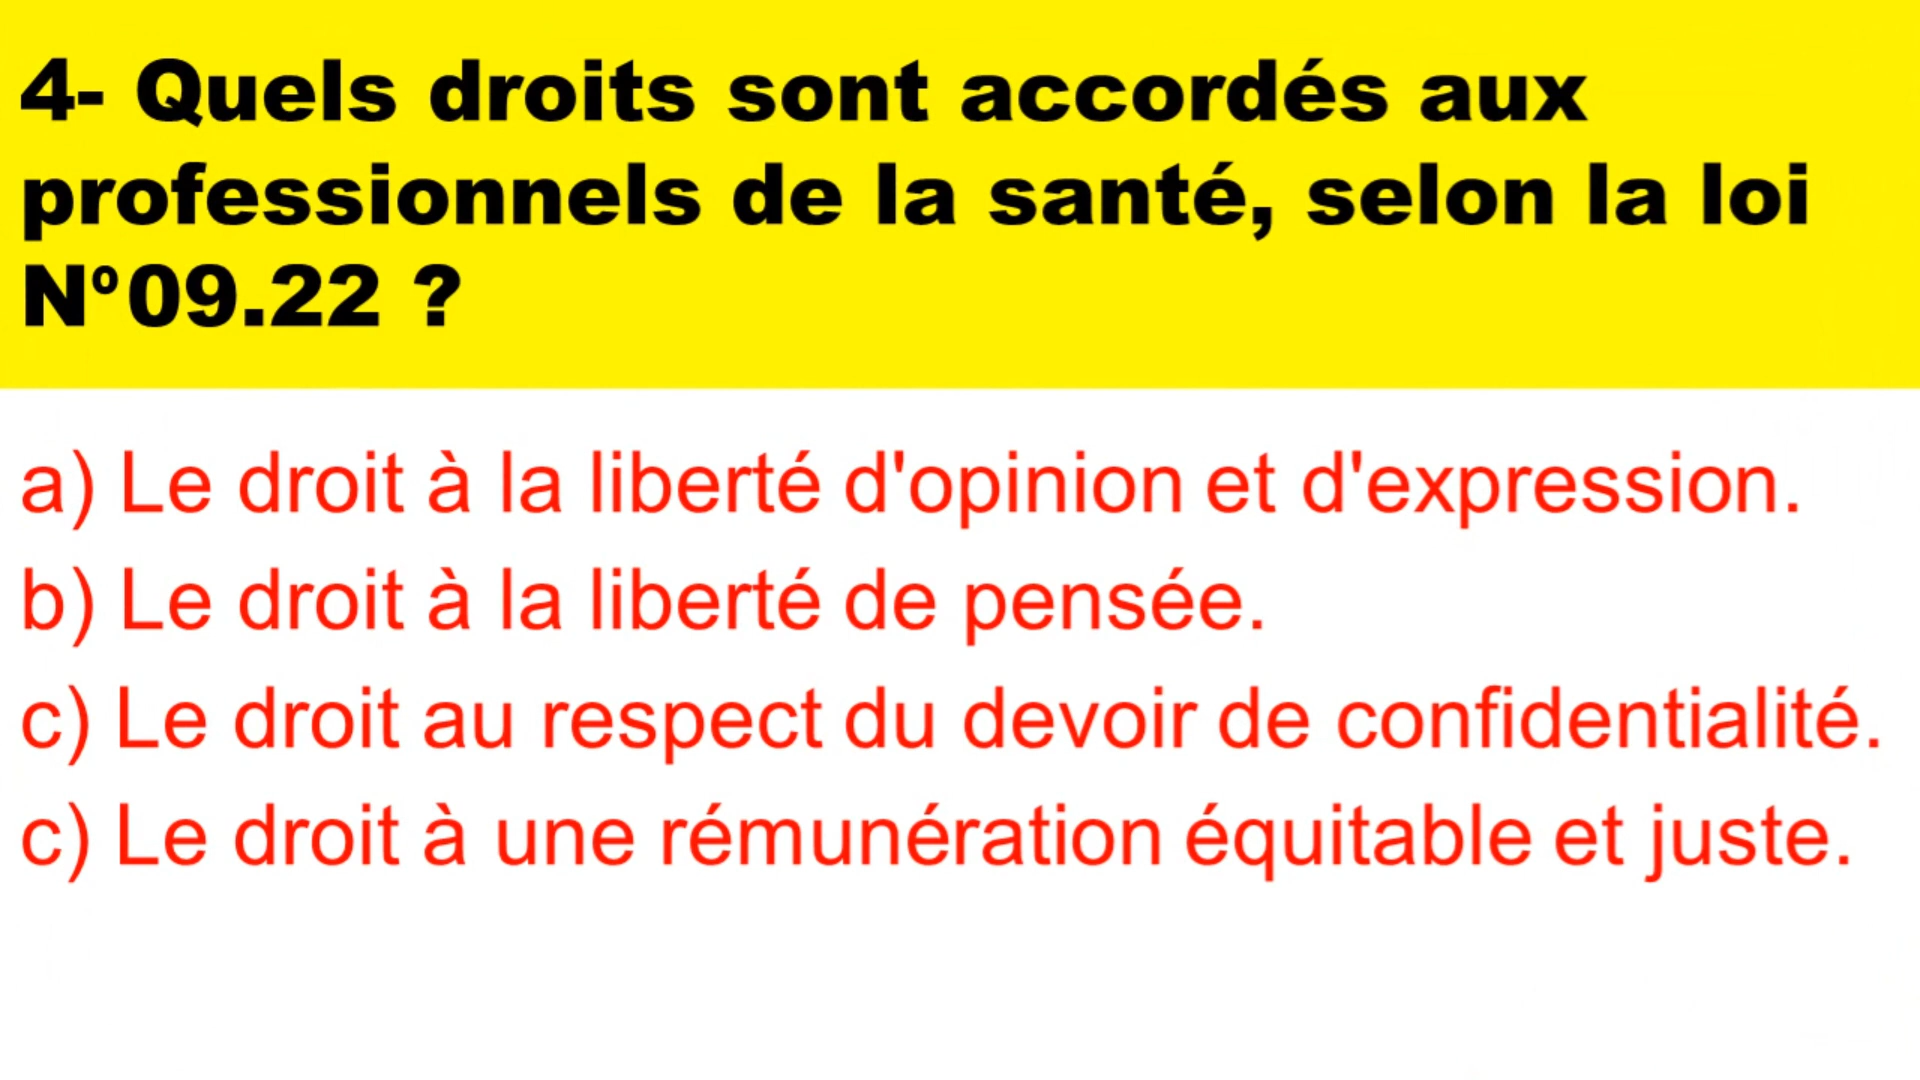 4- Quels droits sont accordés aux
professionnels de la santé, selon la loi
Nº09.22 ?
a) Le droit à la liberté d'opinion et d'expression.
b) Le droit à la liberté de pensée.
c) Le droit au respect du devoir de confidentialité.
c) Le droit à une rémunération équitable et juste.